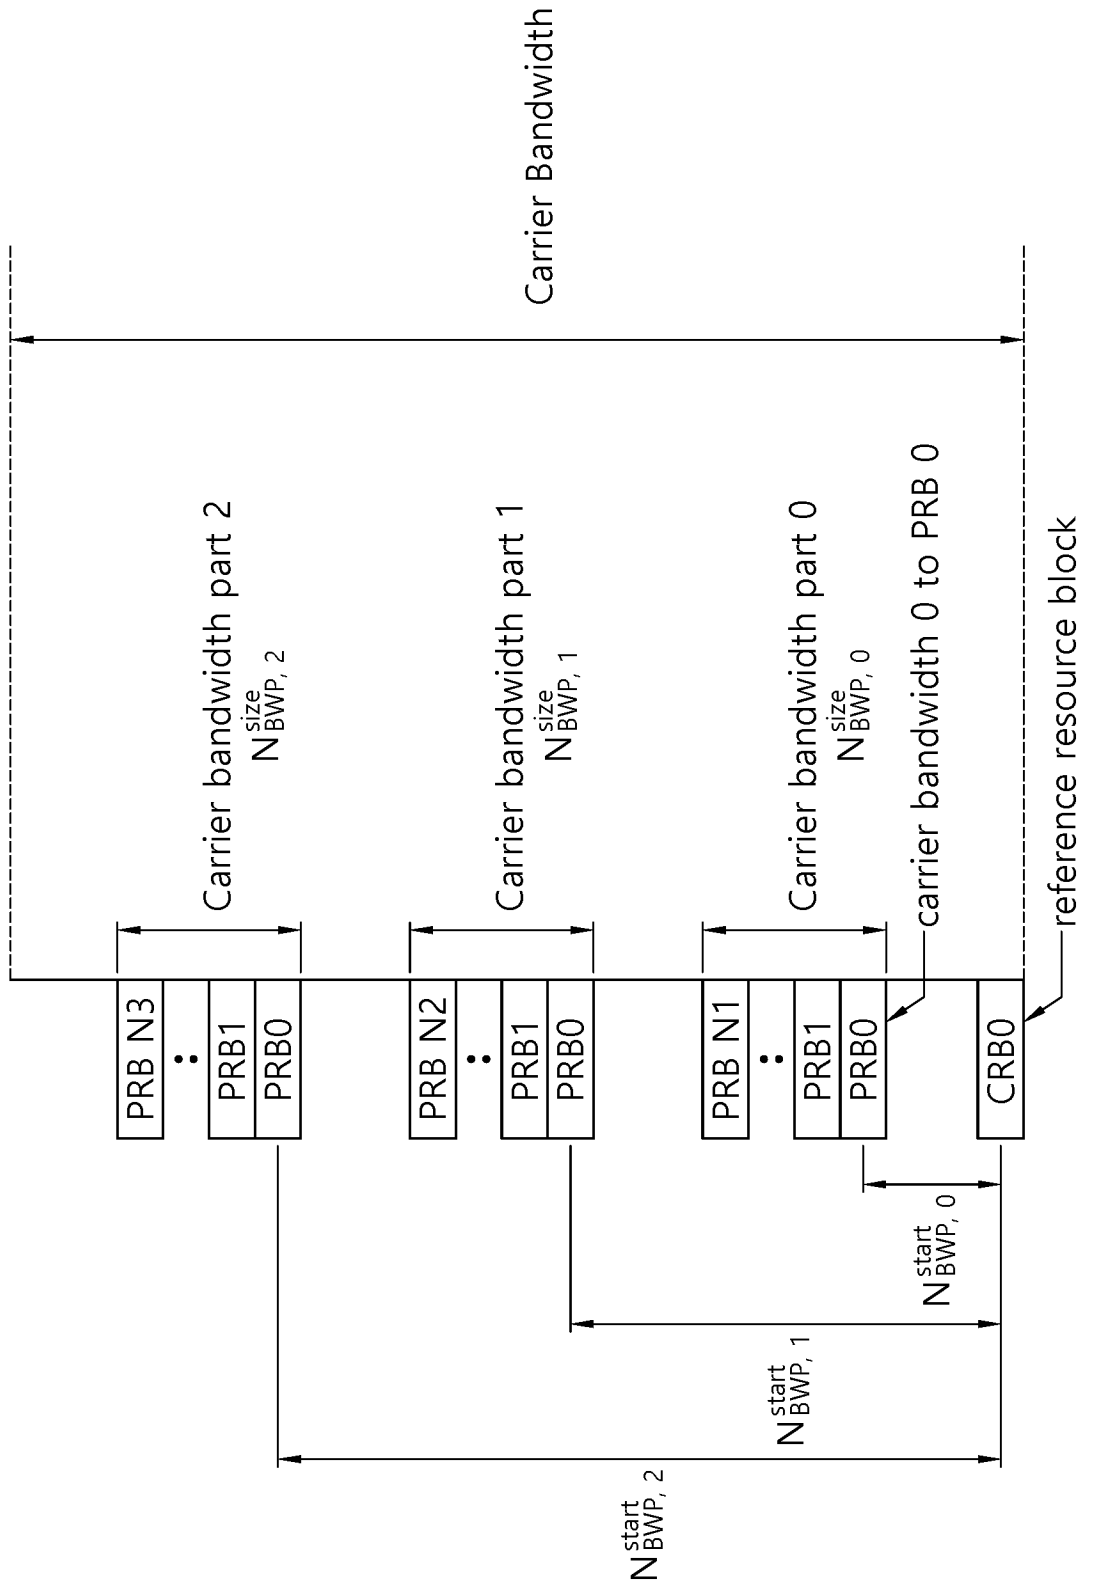 Carrier Bandwidth
Carrier bandwidth part 2
N^size_BWP, 2
Carrier bandwidth part 1
N^size_BWP, 1
Carrier bandwidth part 0
N^size_BWP, 0
carrier bandwidth 0 to PRB 0
reference resource block
PRB N3
PRB1
PRB0
PRB N2
PRB1
PRB0
PRB N1
PRB1
PRB0
CRB0
N^start_BWP, 0
N^start_BWP, 1
N^start_BWP, 2